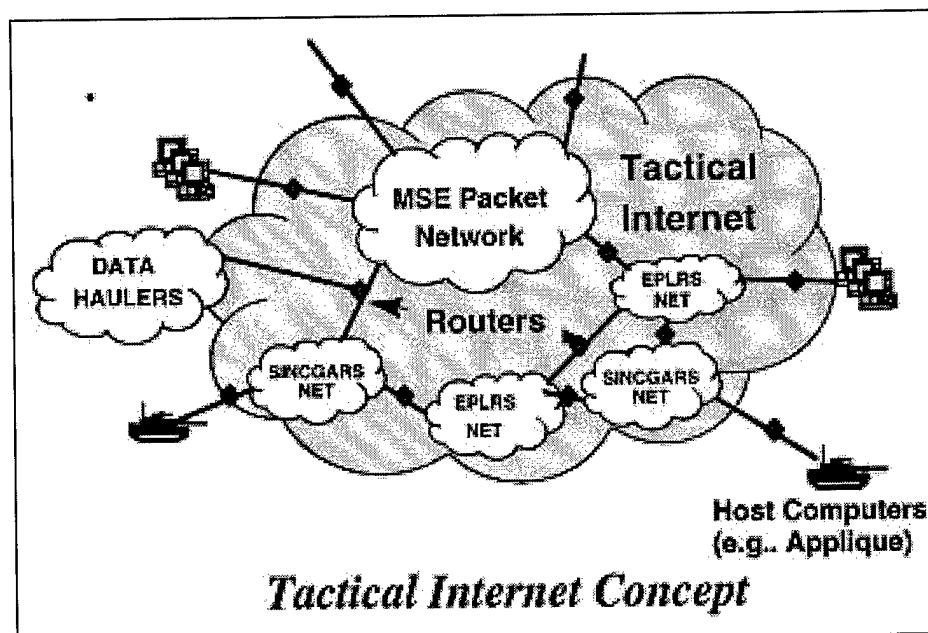 MSE Packet
Network
Tactical
Internet
DATA
HAULERS
EPLRS
NET
Routers
SINCGARS
NET
EPLRS
NET
SINCGARS
NET
Host Computers
(e.g.. Applique)
Tactical Internet Concept